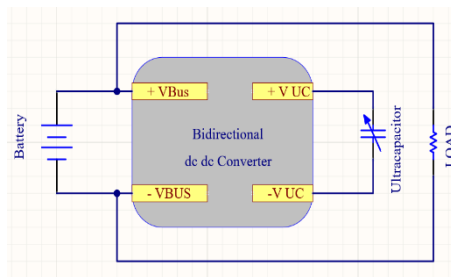 + VBus
+ V UC
Battery
Bidirectional
dc dc Converter
Ultracapacitor
LOAD
- VBUS
-V UC